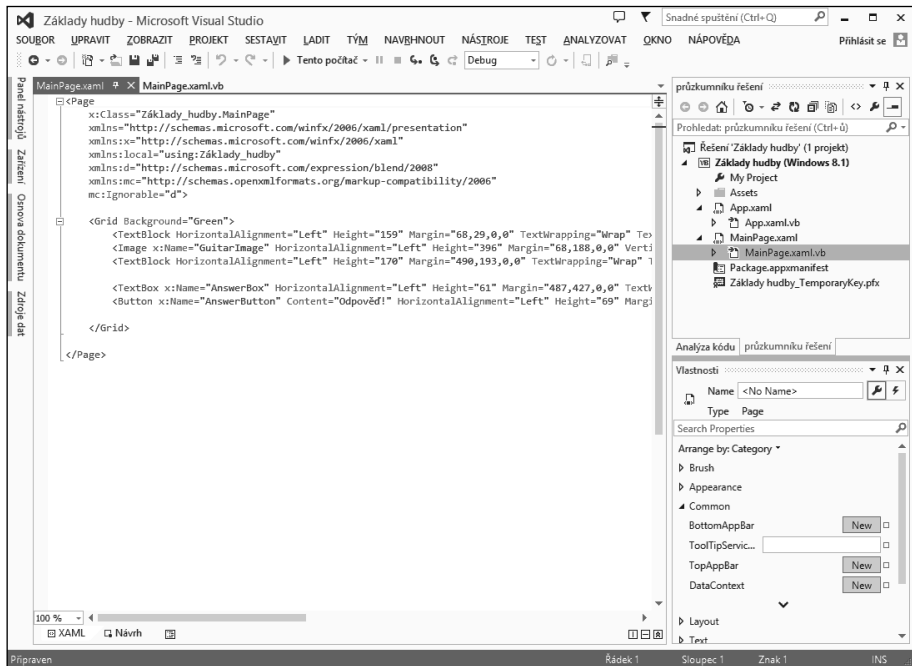 Základy hudby - Microsoft Visual Studio
Snadné spuštění (Ctrl+Q)
SOUBOR UPRAVIT ZOBRAZIT PROJEKT SESTAVIT LADIT TÝM NAVRHNOUT NÁSTROJE TEST ANALYZOVAT OKNO NÁPOVĚDA
Přihlásit se
Tento počítač
Debug
Panel nástrojů
Zařízení
Osnova dokumentu
Zdroje dat
MainPage.xaml
MainPage.xaml.vb
<Page
x:Class="Základy_hudby.MainPage"
xmlns="http://schemas.microsoft.com/winfx/2006/xaml/presentation"
xmlns:x="http://schemas.microsoft.com/winfx/2006/xaml"
xmlns:local="using:Základy_hudby"
xmlns:d="http://schemas.microsoft.com/expression/blend/2008"
xmlns:mc="http://schemas.openxmlformats.org/markup-compatibility/2006"
mc:Ignorable="d">
<Grid Background="Green">
<TextBlock HorizontalAlignment="Left" Height="159" Margin="68,29,0,0" TextWrapping="Wrap" Tex
<Image x:Name="GuitarImage" HorizontalAlignment="Left" Height="396" Margin="68,188,0,0" Verti
<TextBlock HorizontalAlignment="Left" Height="170" Margin="490,193,0,0" TextWrapping="Wrap" T
<TextBox x:Name="AnswerBox" HorizontalAlignment="Left" Height="61" Margin="487,427,0,0" TextW
<Button x:Name="AnswerButton" Content="Odpověď!" HorizontalAlignment="Left" Height="69" Margi
</Grid>
</Page>
100 %
XAML
Návrh
průzkumníku řešení
Prohledat: průzkumníku řešení (Ctrl+ů)
Řešení 'Základy hudby' (1 projekt)
Základy hudby (Windows 8.1)
My Project
Assets
App.xaml
App.xaml.vb
MainPage.xaml
MainPage.xaml.vb
Package.appxmanifest
Základy hudby_TemporaryKey.pfx
Analýza kódu průzkumníku řešení
Vlastnosti
Name <No Name>
Type Page
Search Properties
Arrange by: Category
Brush
Appearance
Common
BottomAppBar New
ToolTipServic...
TopAppBar New
DataContext New
Layout
Text
Připraven
Řádek 1
Sloupec 1
Znak 1
INS